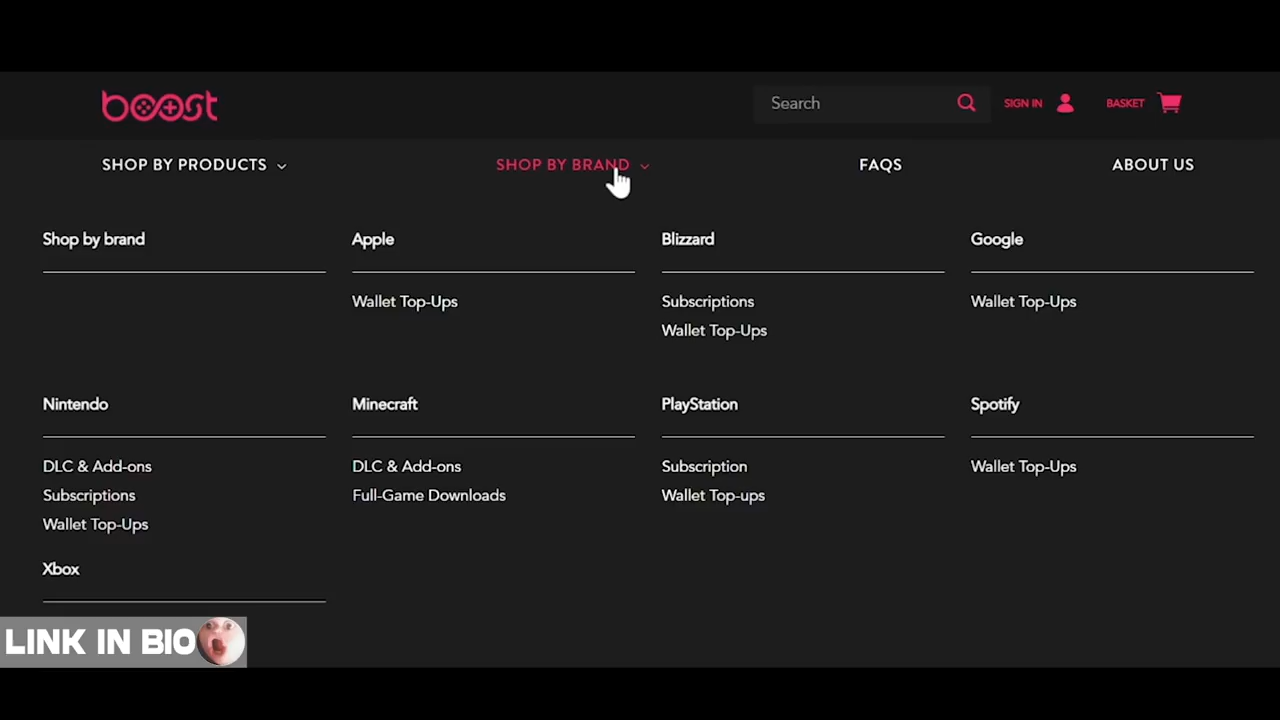 boost
Search
SIGN IN
BASKET
SHOP BY PRODUCTS
SHOP BY BRAND
FAQS
ABOUT US
Shop by brand
Apple
Blizzard
Google
Wallet Top-Ups
Subscriptions
Wallet Top-Ups
Wallet Top-Ups
Nintendo
Minecraft
PlayStation
Spotify
DLC & Add-ons
Subscriptions
Wallet Top-Ups
DLC & Add-ons
Full-Game Downloads
Subscription
Wallet Top-ups
Wallet Top-Ups
Xbox
LINK IN BIO